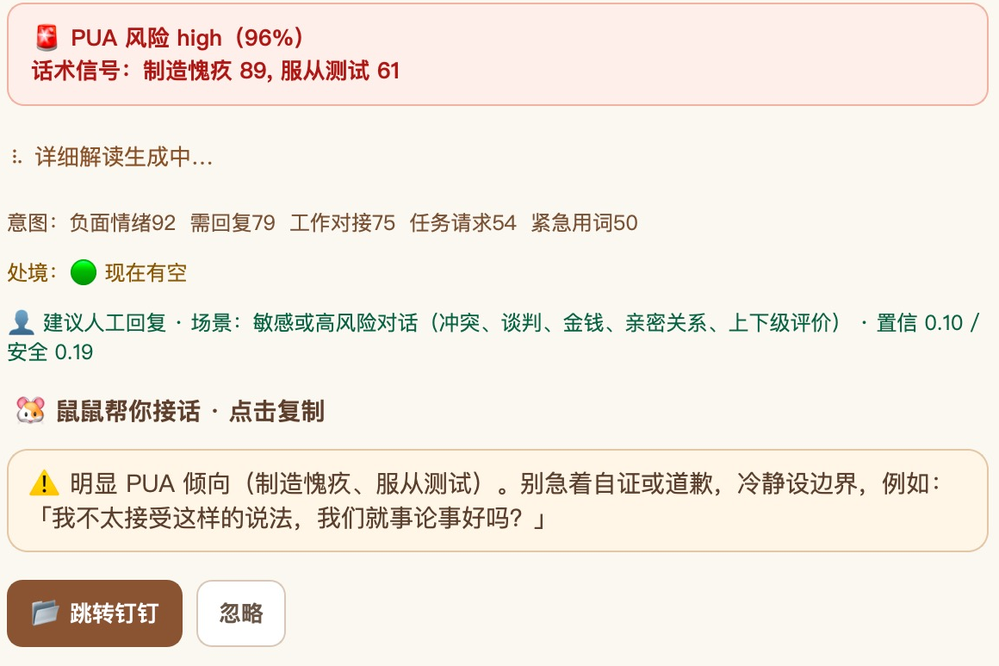 🚨 PUA 风险 high（96%）
话术信号：制造愧疚 89, 服从测试 61
详细解读生成中…
意图：负面情绪92 需回复79 工作对接75 任务请求54 紧急用词50
处境：🟢 现在有空
👤 建议人工回复 · 场景：敏感或高风险对话（冲突、谈判、金钱、亲密关系、上下级评价） · 置信 0.10 /
安全 0.19
🐹 鼠鼠帮你接话 · 点击复制
⚠️ 明显 PUA 倾向（制造愧疚、服从测试）。别急着自证或道歉，冷静设边界，例如：
「我不太接受这样的说法，我们就事论事好吗？」
📂 跳转钉钉
忽略